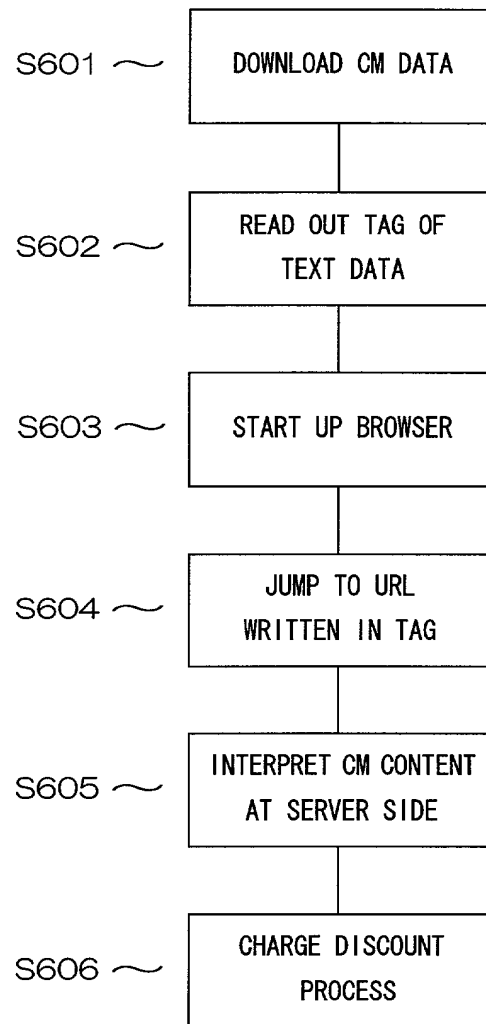 S601 ～ DOWNLOAD CM DATA
S602 ～ READ OUT TAG OF
TEXT DATA
S603 ～ START UP BROWSER
S604 ～ JUMP TO URL
WRITTEN IN TAG
S605 ～ INTERPRET CM CONTENT
AT SERVER SIDE
S606 ～ CHARGE DISCOUNT
PROCESS